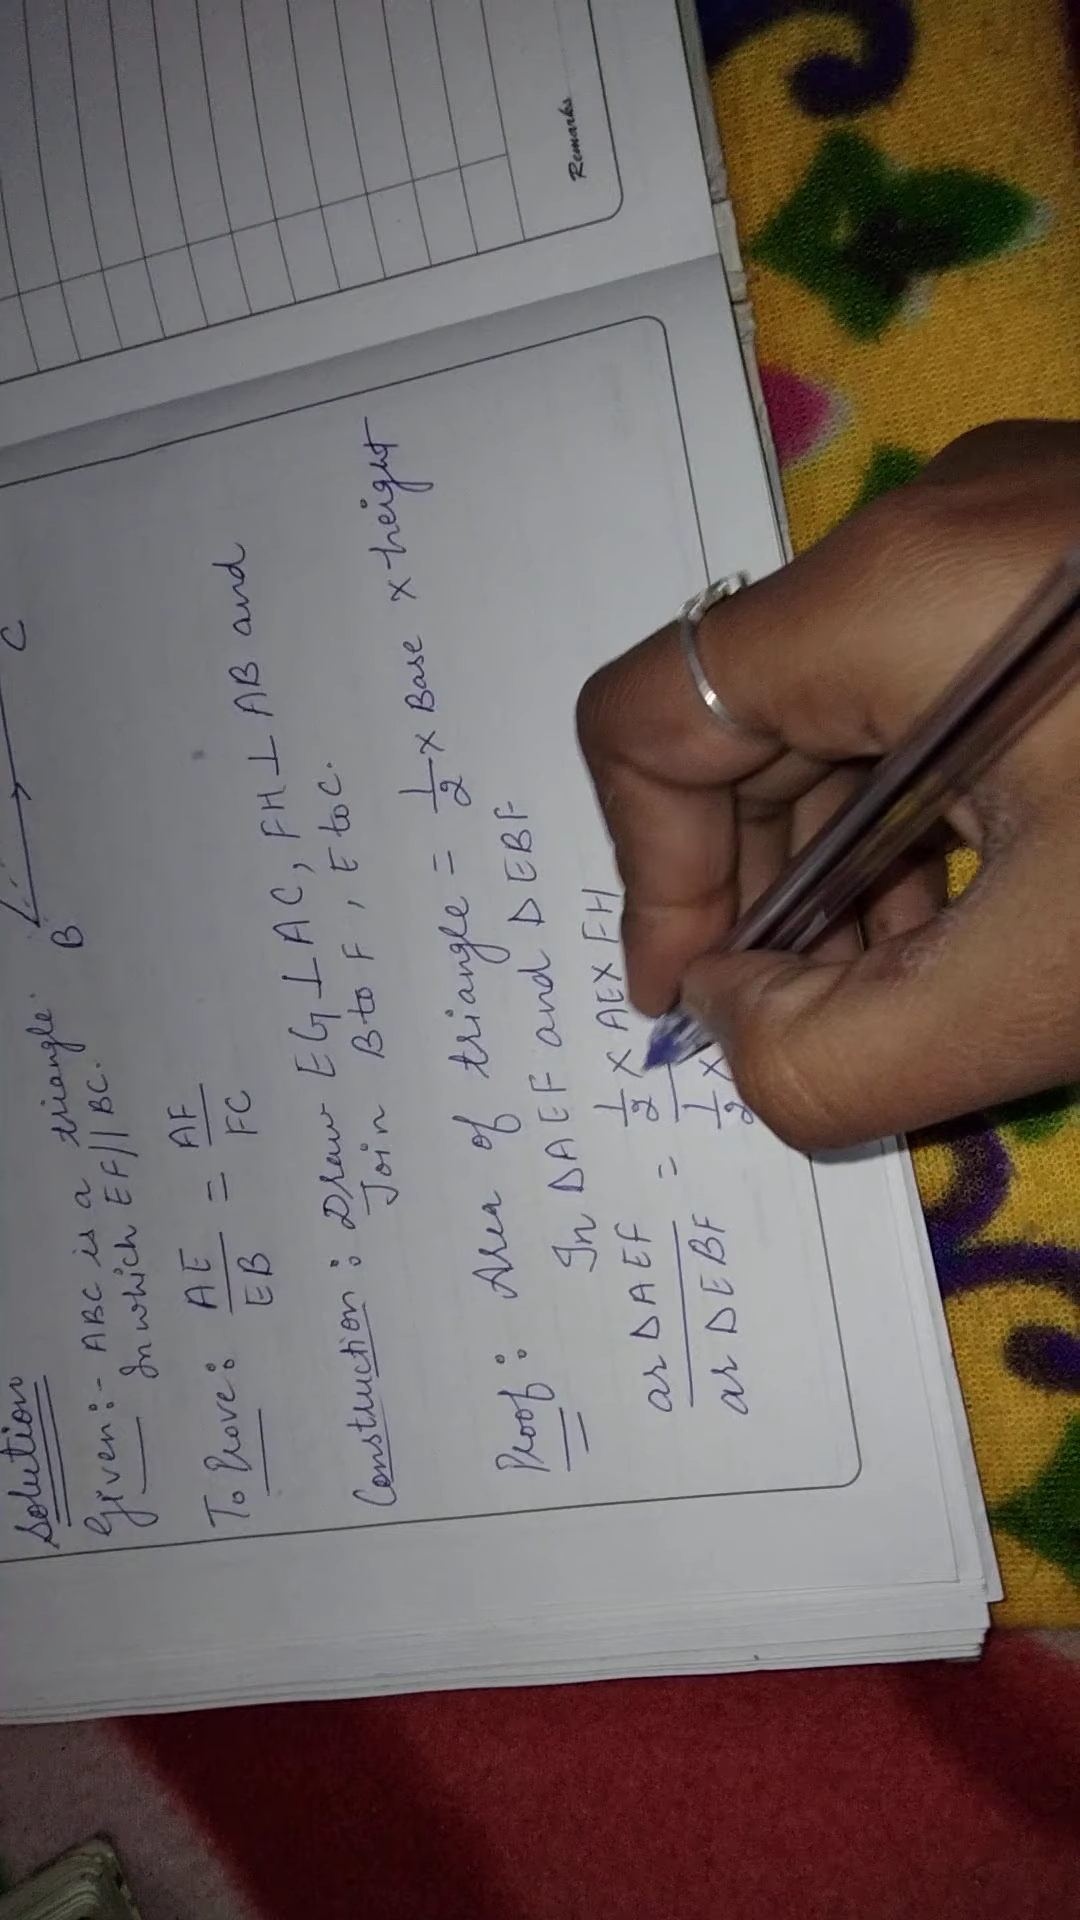 C
B
Solution
Given:- ABC is a triangle.
In which EF || BC.
To Prove: AE/EB = AF/FC
Construction: Draw EG ⊥ AC, FH ⊥ AB and
Join B to F, E to C.
Proof: Area of triangle = 1/2 × Base × height
In ΔAEF and ΔEBF
ar ΔAEF / ar ΔEBF = 1/2 × AE × FH / 1/2 ×
Remarks